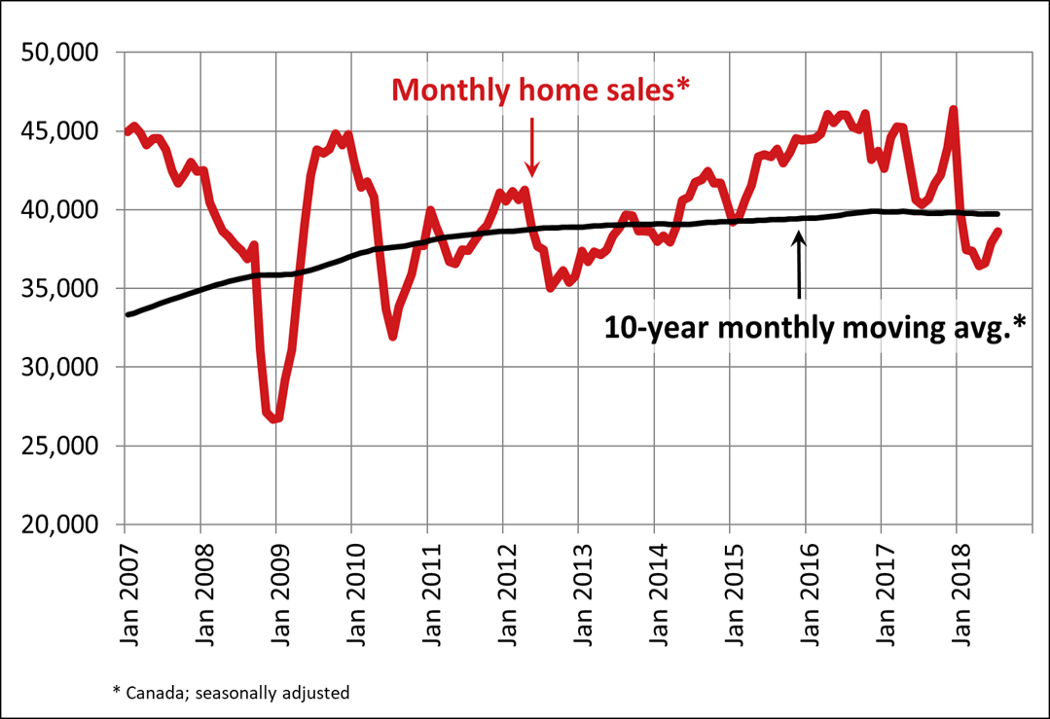 50,000
45,000
40,000
35,000
30,000
25,000
20,000
Monthly home sales*
10-year monthly moving avg.*
Jan 2007
Jan 2008
Jan 2009
Jan 2010
Jan 2011
Jan 2012
Jan 2013
Jan 2014
Jan 2015
Jan 2016
Jan 2017
Jan 2018
* Canada; seasonally adjusted